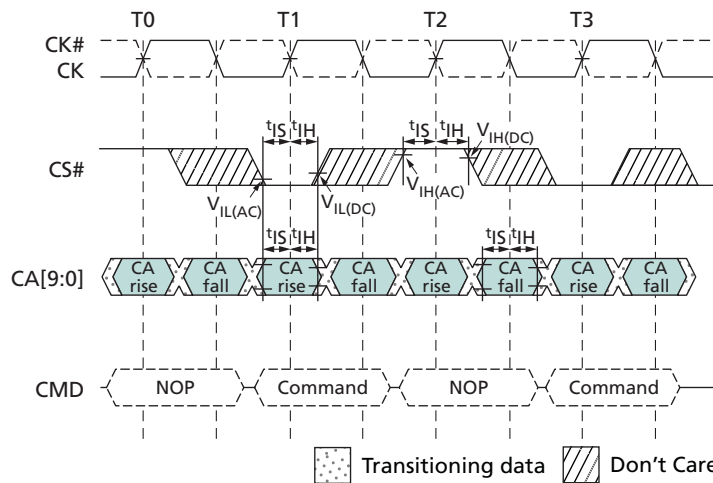 T0 T1 T2 T3
CK#
CK
tIS tIH tIS tIH
VIH(DC)
CS#
VIL(AC) VIL(DC) VIH(AC)
tIS tIH tIS tIH
CA[9:0]
CA rise CA fall CA rise CA fall CA rise CA fall CA rise CA fall
CMD NOP Command NOP Command
Transitioning data Don't Care